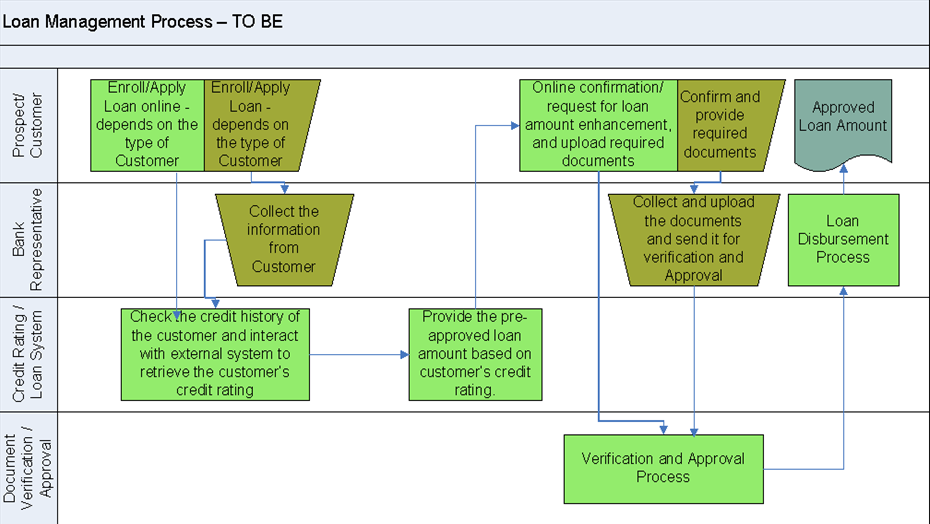 Loan Management Process – TO BE
Prospect/
Customer
Enroll/Apply
Loan online -
depends on the
type of
Customer
Enroll/Apply
Loan -
depends on
the type of
Customer
Online confirmation/
request for loan
amount enhancement,
and upload required
documents
Confirm and
provide
required
documents
Approved
Loan Amount
Bank
Representative
Collect the
information
from
Customer
Collect and upload
the documents
and send it for
verification and
Approval
Loan
Disbursement
Process
Credit Rating /
Loan System
Check the credit history of
the customer and interact
with external system to
retrieve the customer's
credit rating
Provide the pre-
approved loan
amount based on
customer's credit
rating.
Document
Verification /
Approval
Verification and Approval
Process